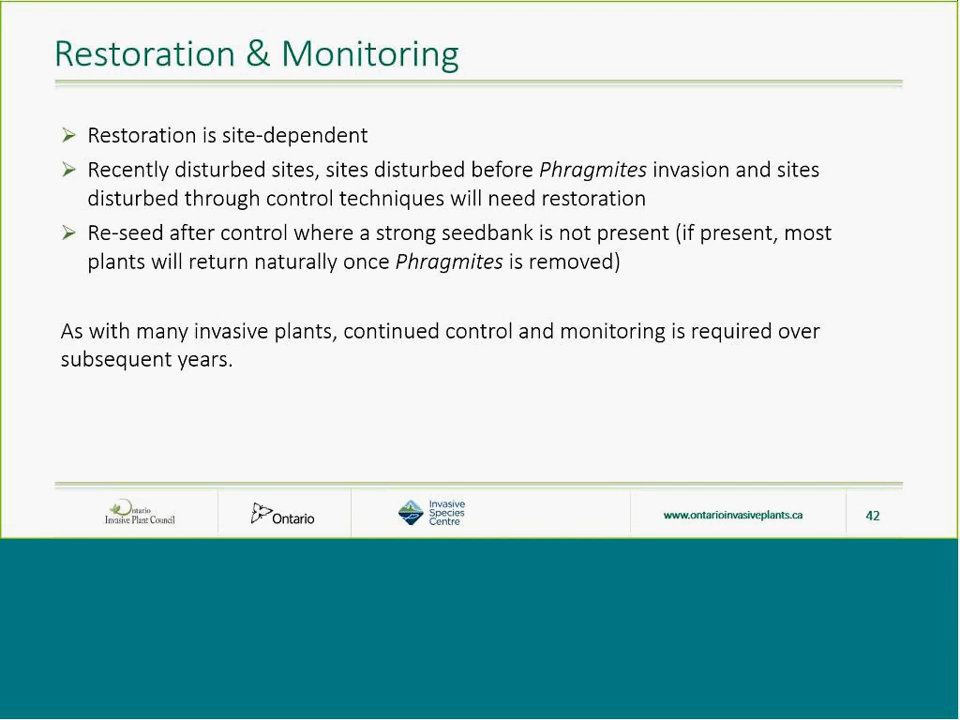 Restoration & Monitoring
Restoration is site-dependent
Recently disturbed sites, sites disturbed before Phragmites invasion and sites
disturbed through control techniques will need restoration
Re-seed after control where a strong seedbank is not present (if present, most
plants will return naturally once Phragmites is removed)
As with many invasive plants, continued control and monitoring is required over
subsequent years.
Ontario
Invasive Plant Council
Ontario
Invasive
Species
Centre
www.ontarioinvasiveplants.ca
42